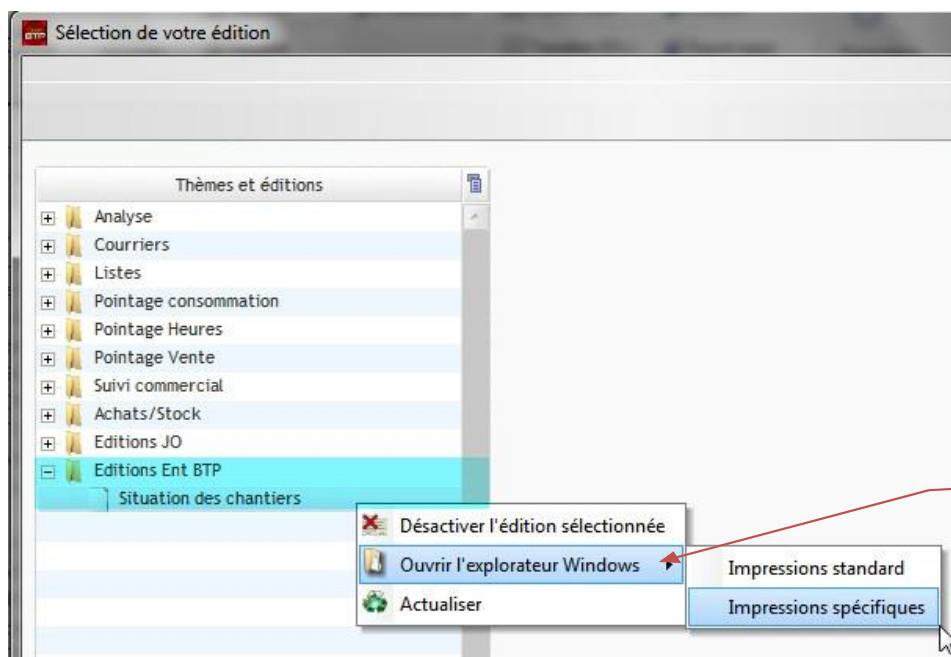 BTP
Sélection de votre édition
Thèmes et éditions
Analyse
Courriers
Listes
Pointage consommation
Pointage Heures
Pointage Vente
Suivi commercial
Achats/Stock
Editions JO
Editions Ent BTP
Situation des chantiers
Désactiver l'édition sélectionnée
Ouvrir l'explorateur Windows
Impressions standard
Actualiser
Impressions spécifiques